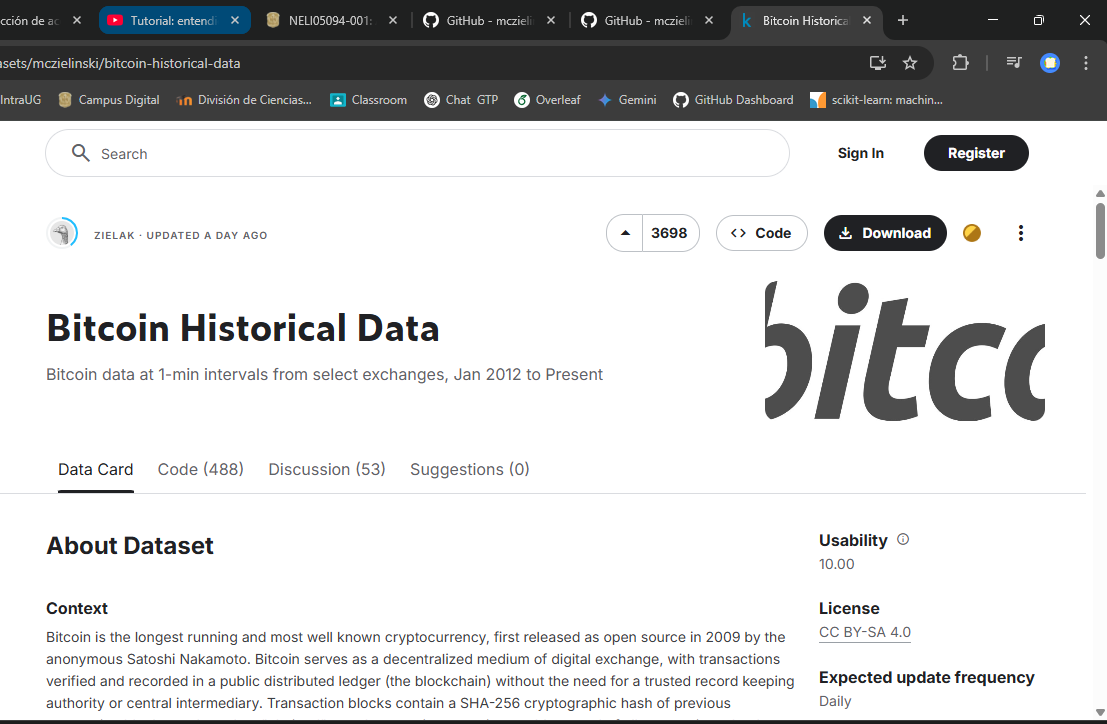 cción de ac
Tutorial: entendi
NELI05094-001:
GitHub - mczielin
GitHub - mczielin
Bitcoin Historica
assets/mczielinski/bitcoin-historical-data
IntraUG
Campus Digital
División de Ciencias...
Classroom
Chat GTP
Overleaf
Gemini
GitHub Dashboard
scikit-learn: machin...
Search
Sign In
Register
ZIELAK · UPDATED A DAY AGO
3698
<> Code
Download
Bitcoin Historical Data
Bitcoin data at 1-min intervals from select exchanges, Jan 2012 to Present
bitco
Data Card
Code (488)
Discussion (53)
Suggestions (0)
About Dataset
Usability
10.00
Context
License
Bitcoin is the longest running and most well known cryptocurrency, first released as open source in 2009 by the
CC BY-SA 4.0
anonymous Satoshi Nakamoto. Bitcoin serves as a decentralized medium of digital exchange, with transactions
verified and recorded in a public distributed ledger (the blockchain) without the need for a trusted record keeping
Expected update frequency
authority or central intermediary. Transaction blocks contain a SHA-256 cryptographic hash of previous
Daily